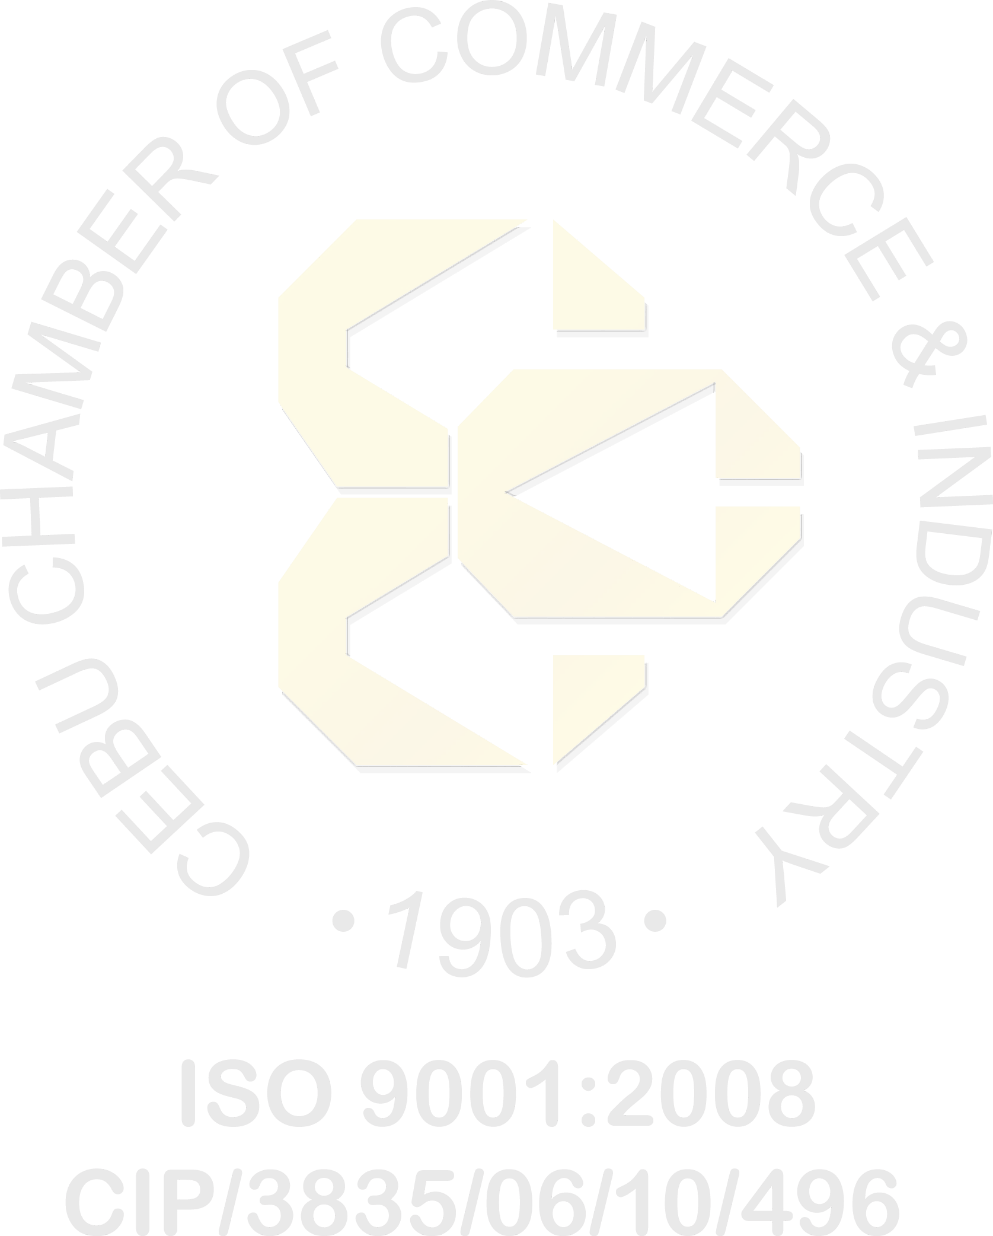 CEBU CHAMBER OF COMMERCE & INDUSTRY
• 1903 •
ISO 9001:2008
CIP/3835/06/10/496